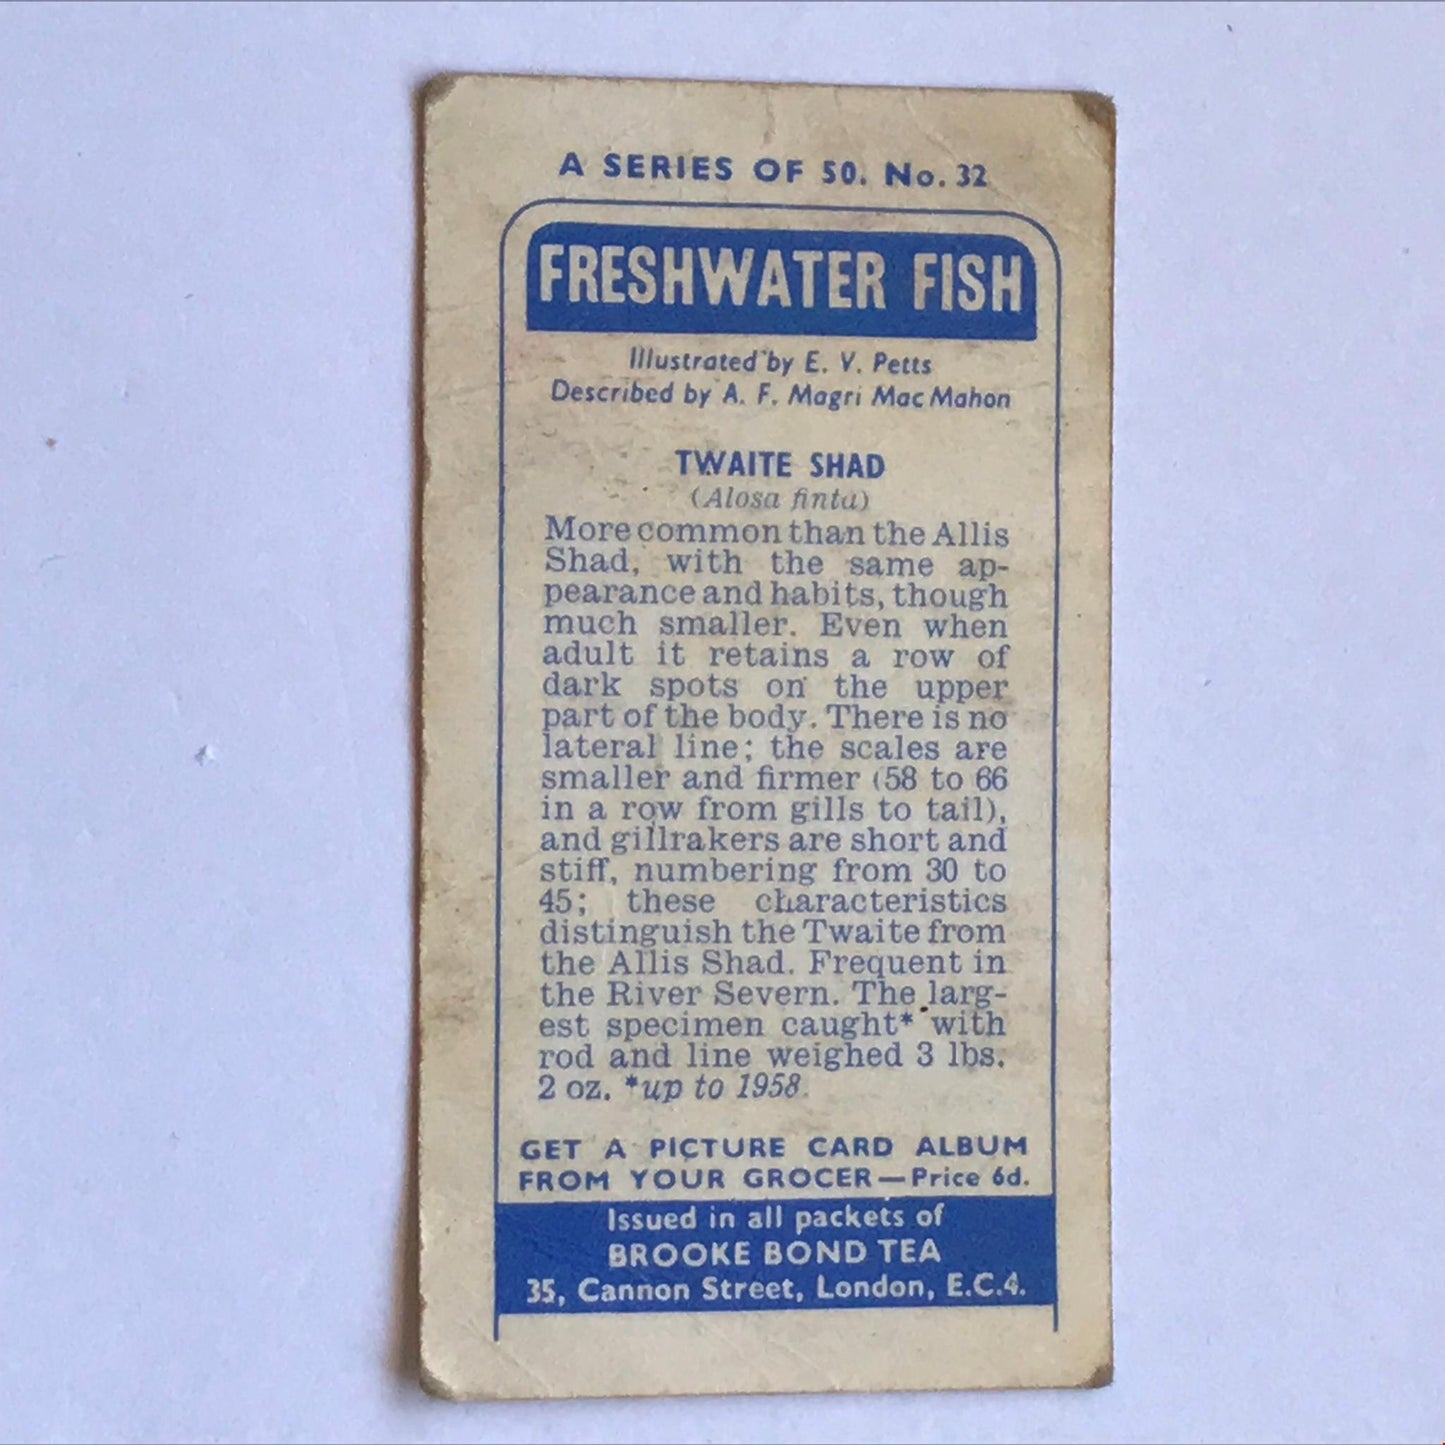 A SERIES OF 50. No. 32
FRESHWATER FISH
Illustrated by E. V. Petts
Described by A. F. Magri Mac Mahon
TWAITE SHAD
(Alosa finta)
More common than the Allis
Shad, with the same ap-
pearance and habits, though
much smaller. Even when
adult it retains a row of
dark spots on the upper
part of the body. There is no
lateral line; the scales are
smaller and firmer (58 to 66
in a row from gills to tail),
and gillrakers are short and
stiff, numbering from 30 to
45; these characteristics
distinguish the Twaite from
the Allis Shad. Frequent in
the River Severn. The larg-
est specimen caught* with
rod and line weighed 3 lbs.
2 oz. *up to 1958.
GET A PICTURE CARD ALBUM
FROM YOUR GROCER—Price 6d.
Issued in all packets of
BROOKE BOND TEA
35, Cannon Street, London, E.C.4.